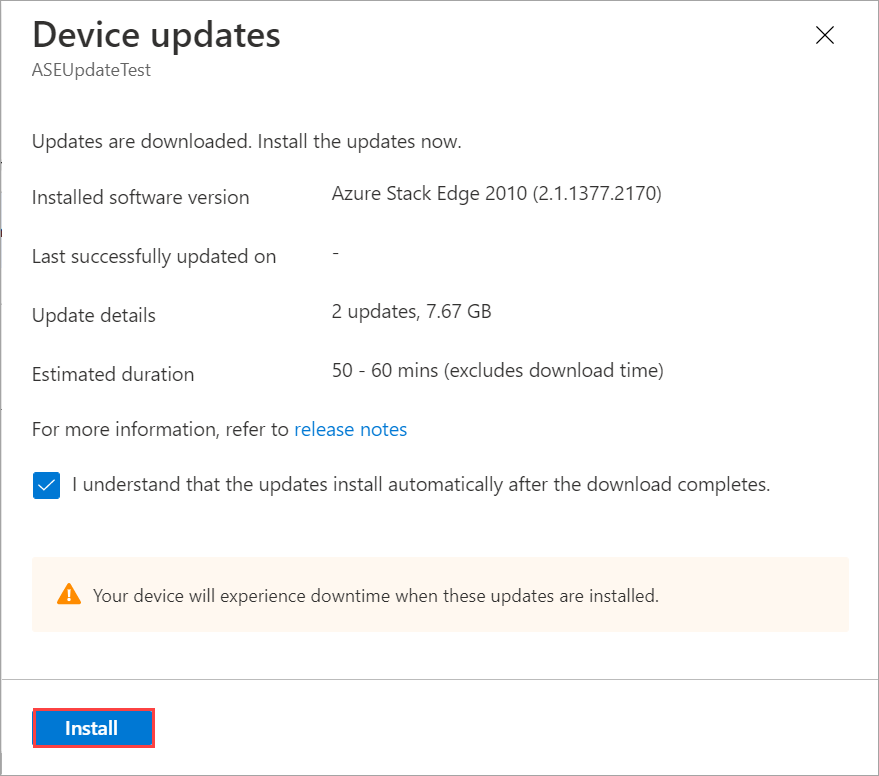 Device updates
ASEUpdateTest
Updates are downloaded. Install the updates now.
Installed software version Azure Stack Edge 2010 (2.1.1377.2170)
Last successfully updated on -
Update details 2 updates, 7.67 GB
Estimated duration 50 - 60 mins (excludes download time)
For more information, refer to release notes
I understand that the updates install automatically after the download completes.
Your device will experience downtime when these updates are installed.
Install